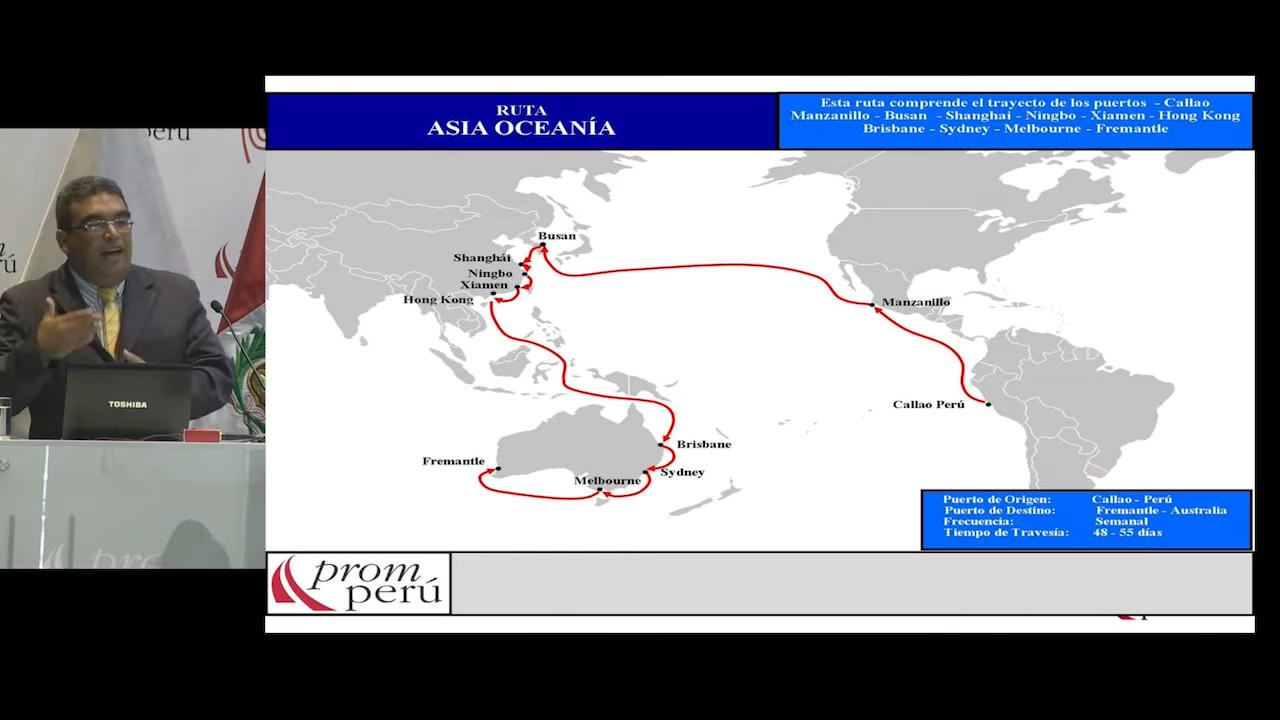 RUTA
ASIA OCEANÍA
Esta ruta comprende el trayecto de los puertos - Callao
Manzanillo - Busan - Shanghai - Ningbo - Xiamen - Hong Kong
Brisbane - Sydney - Melbourne - Fremantle
Busan
Shangháí
Ningbo
Xiamen
Hong Kong
Manzanillo
Callao Perú
Brisbane
Fremantle
Sydney
Melbourne
Puerto de Origen: Callao - Perú
Puerto de Destino: Fremantle - Australia
Frecuencia: Semanal
Tiempo de Travesía: 48 - 55 días
prom
perú
perú
TOSHIBA